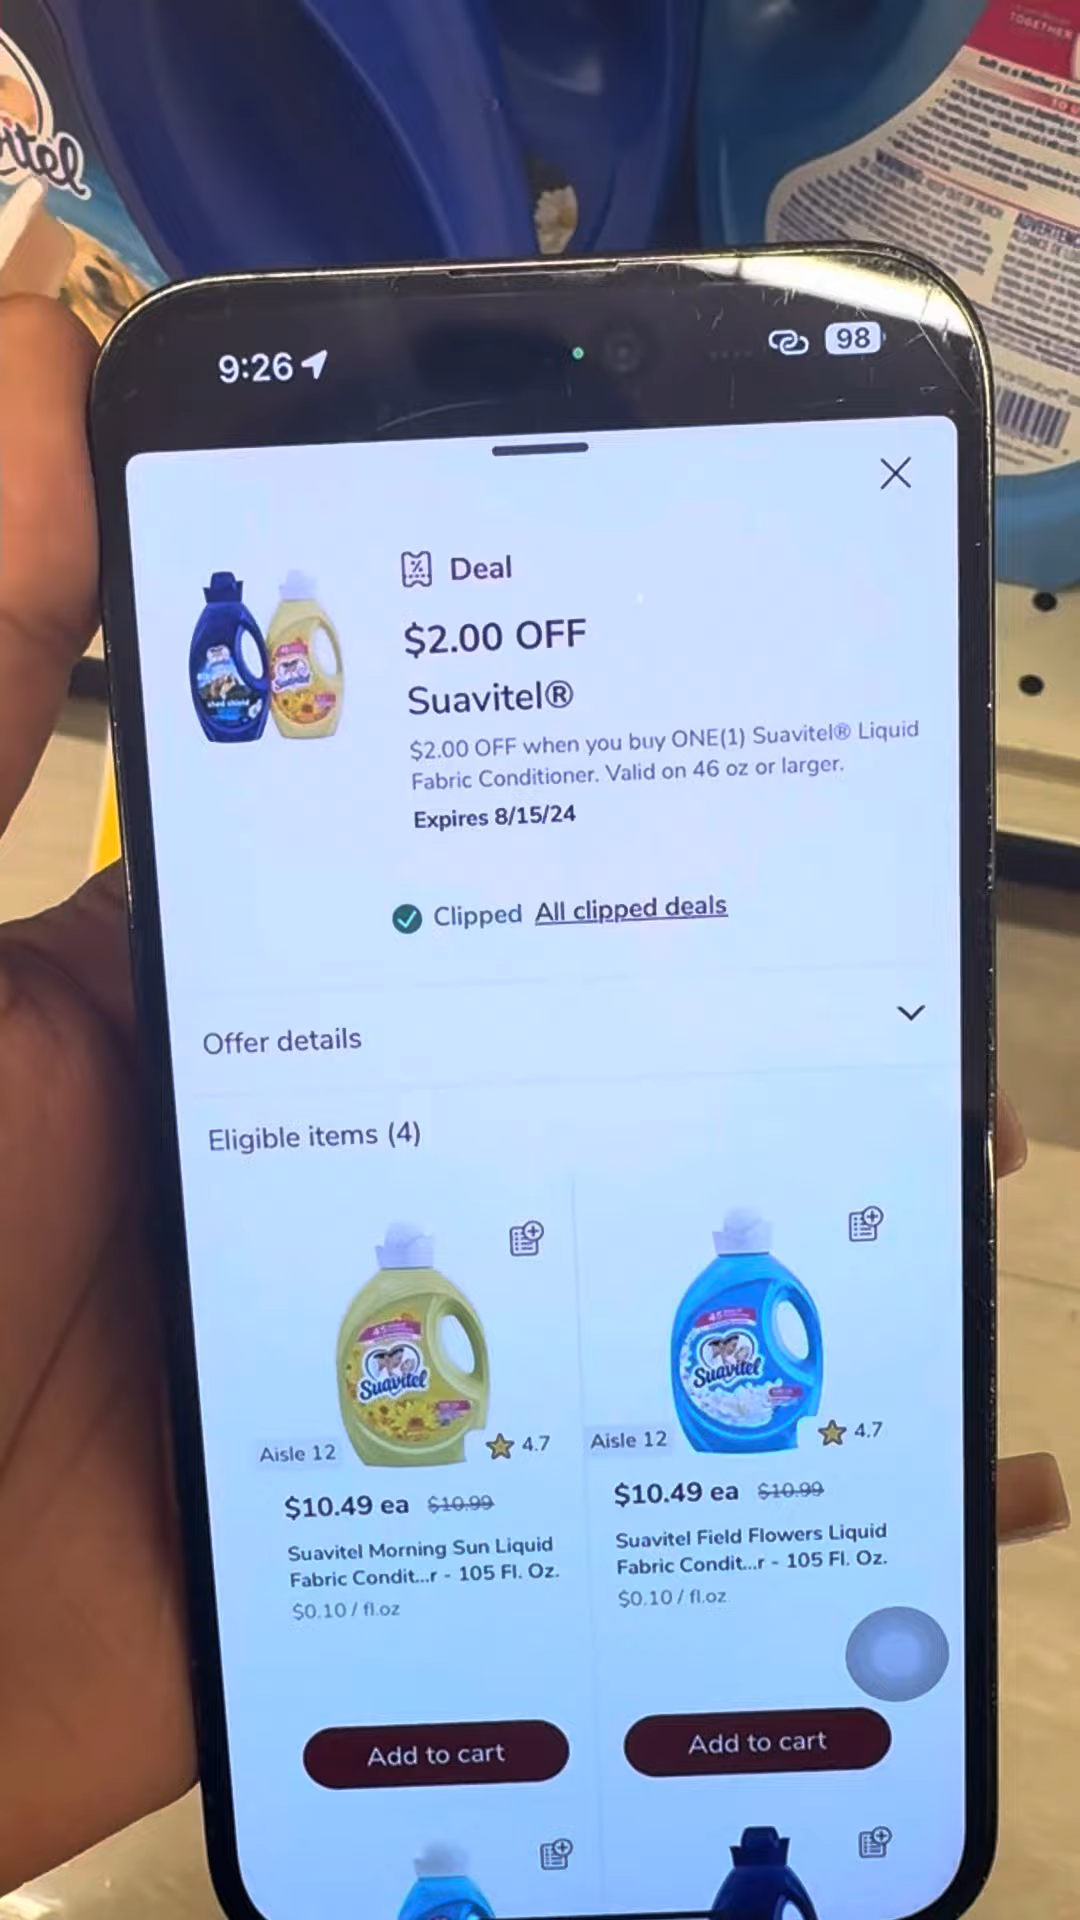 TOGETHER
9:26
98
Deal
$2.00 OFF
Suavitel®
$2.00 OFF when you buy ONE(1) Suavitel® Liquid
Fabric Conditioner. Valid on 46 oz or larger.
Expires 8/15/24
Clipped All clipped deals
Offer details
Eligible items (4)
Suavitel
Suavitel
Aisle 12
4.7
Aisle 12
4.7
$10.49 ea $10.99
$10.49 ea $10.99
Suavitel Morning Sun Liquid
Fabric Condit...r - 105 Fl. Oz.
$0.10 / fl.oz
Suavitel Field Flowers Liquid
Fabric Condit...r - 105 Fl. Oz.
$0.10 / fl.oz
Add to cart
Add to cart